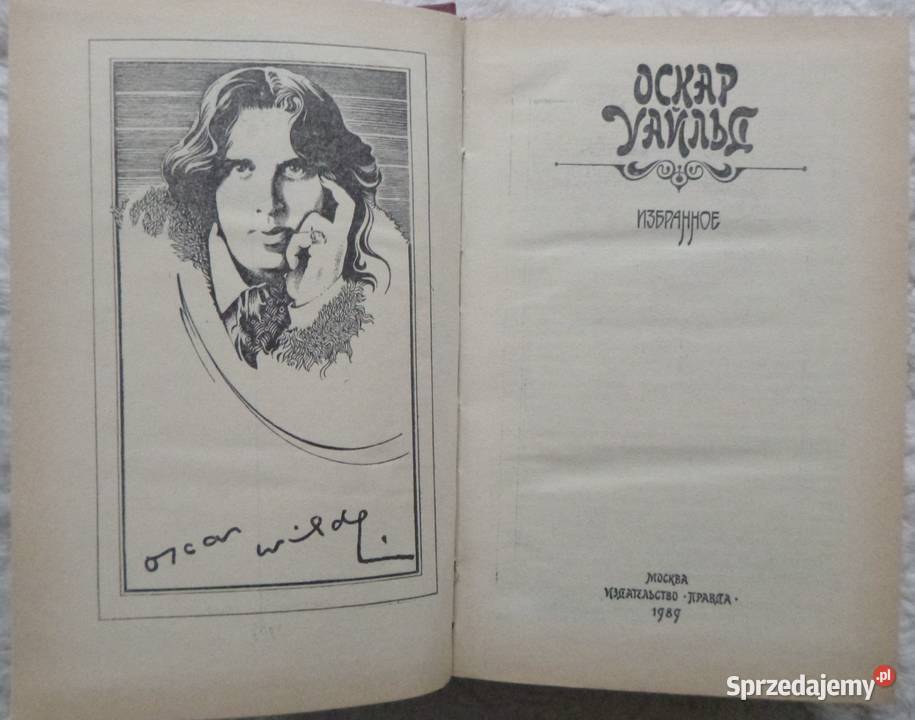 oscar wilde.
ОСКАР
УАЙЛЬД
ИЗБРАННОЕ
МОСКВА
ИЗДАТЕЛЬСТВО · ПРАВДА ·
1989
Sprzedajemy.pl